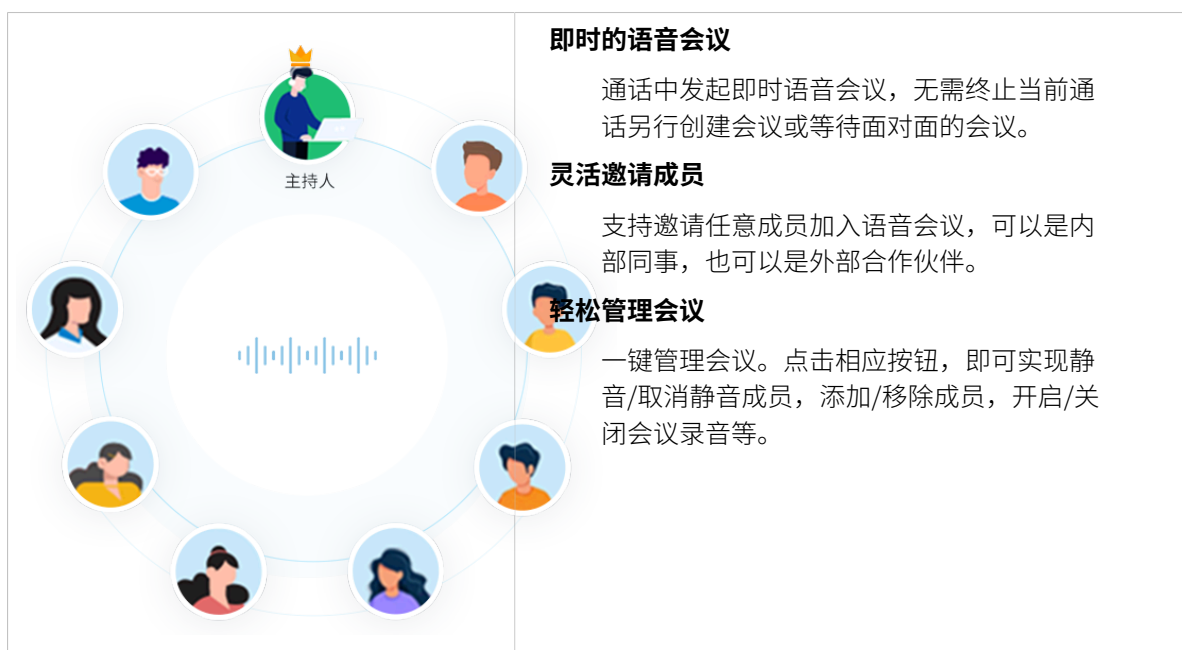 主持人
即时的语音会议
通话中发起即时语音会议，无需终止当前通
话另行创建会议或等待面对面的会议。
灵活邀请成员
支持邀请任意成员加入语音会议，可以是内
部同事，也可以是外部合作伙伴。
轻松管理会议
一键管理会议。点击相应按钮，即可实现静
音/取消静音成员，添加/移除成员，开启/关
闭会议录音等。